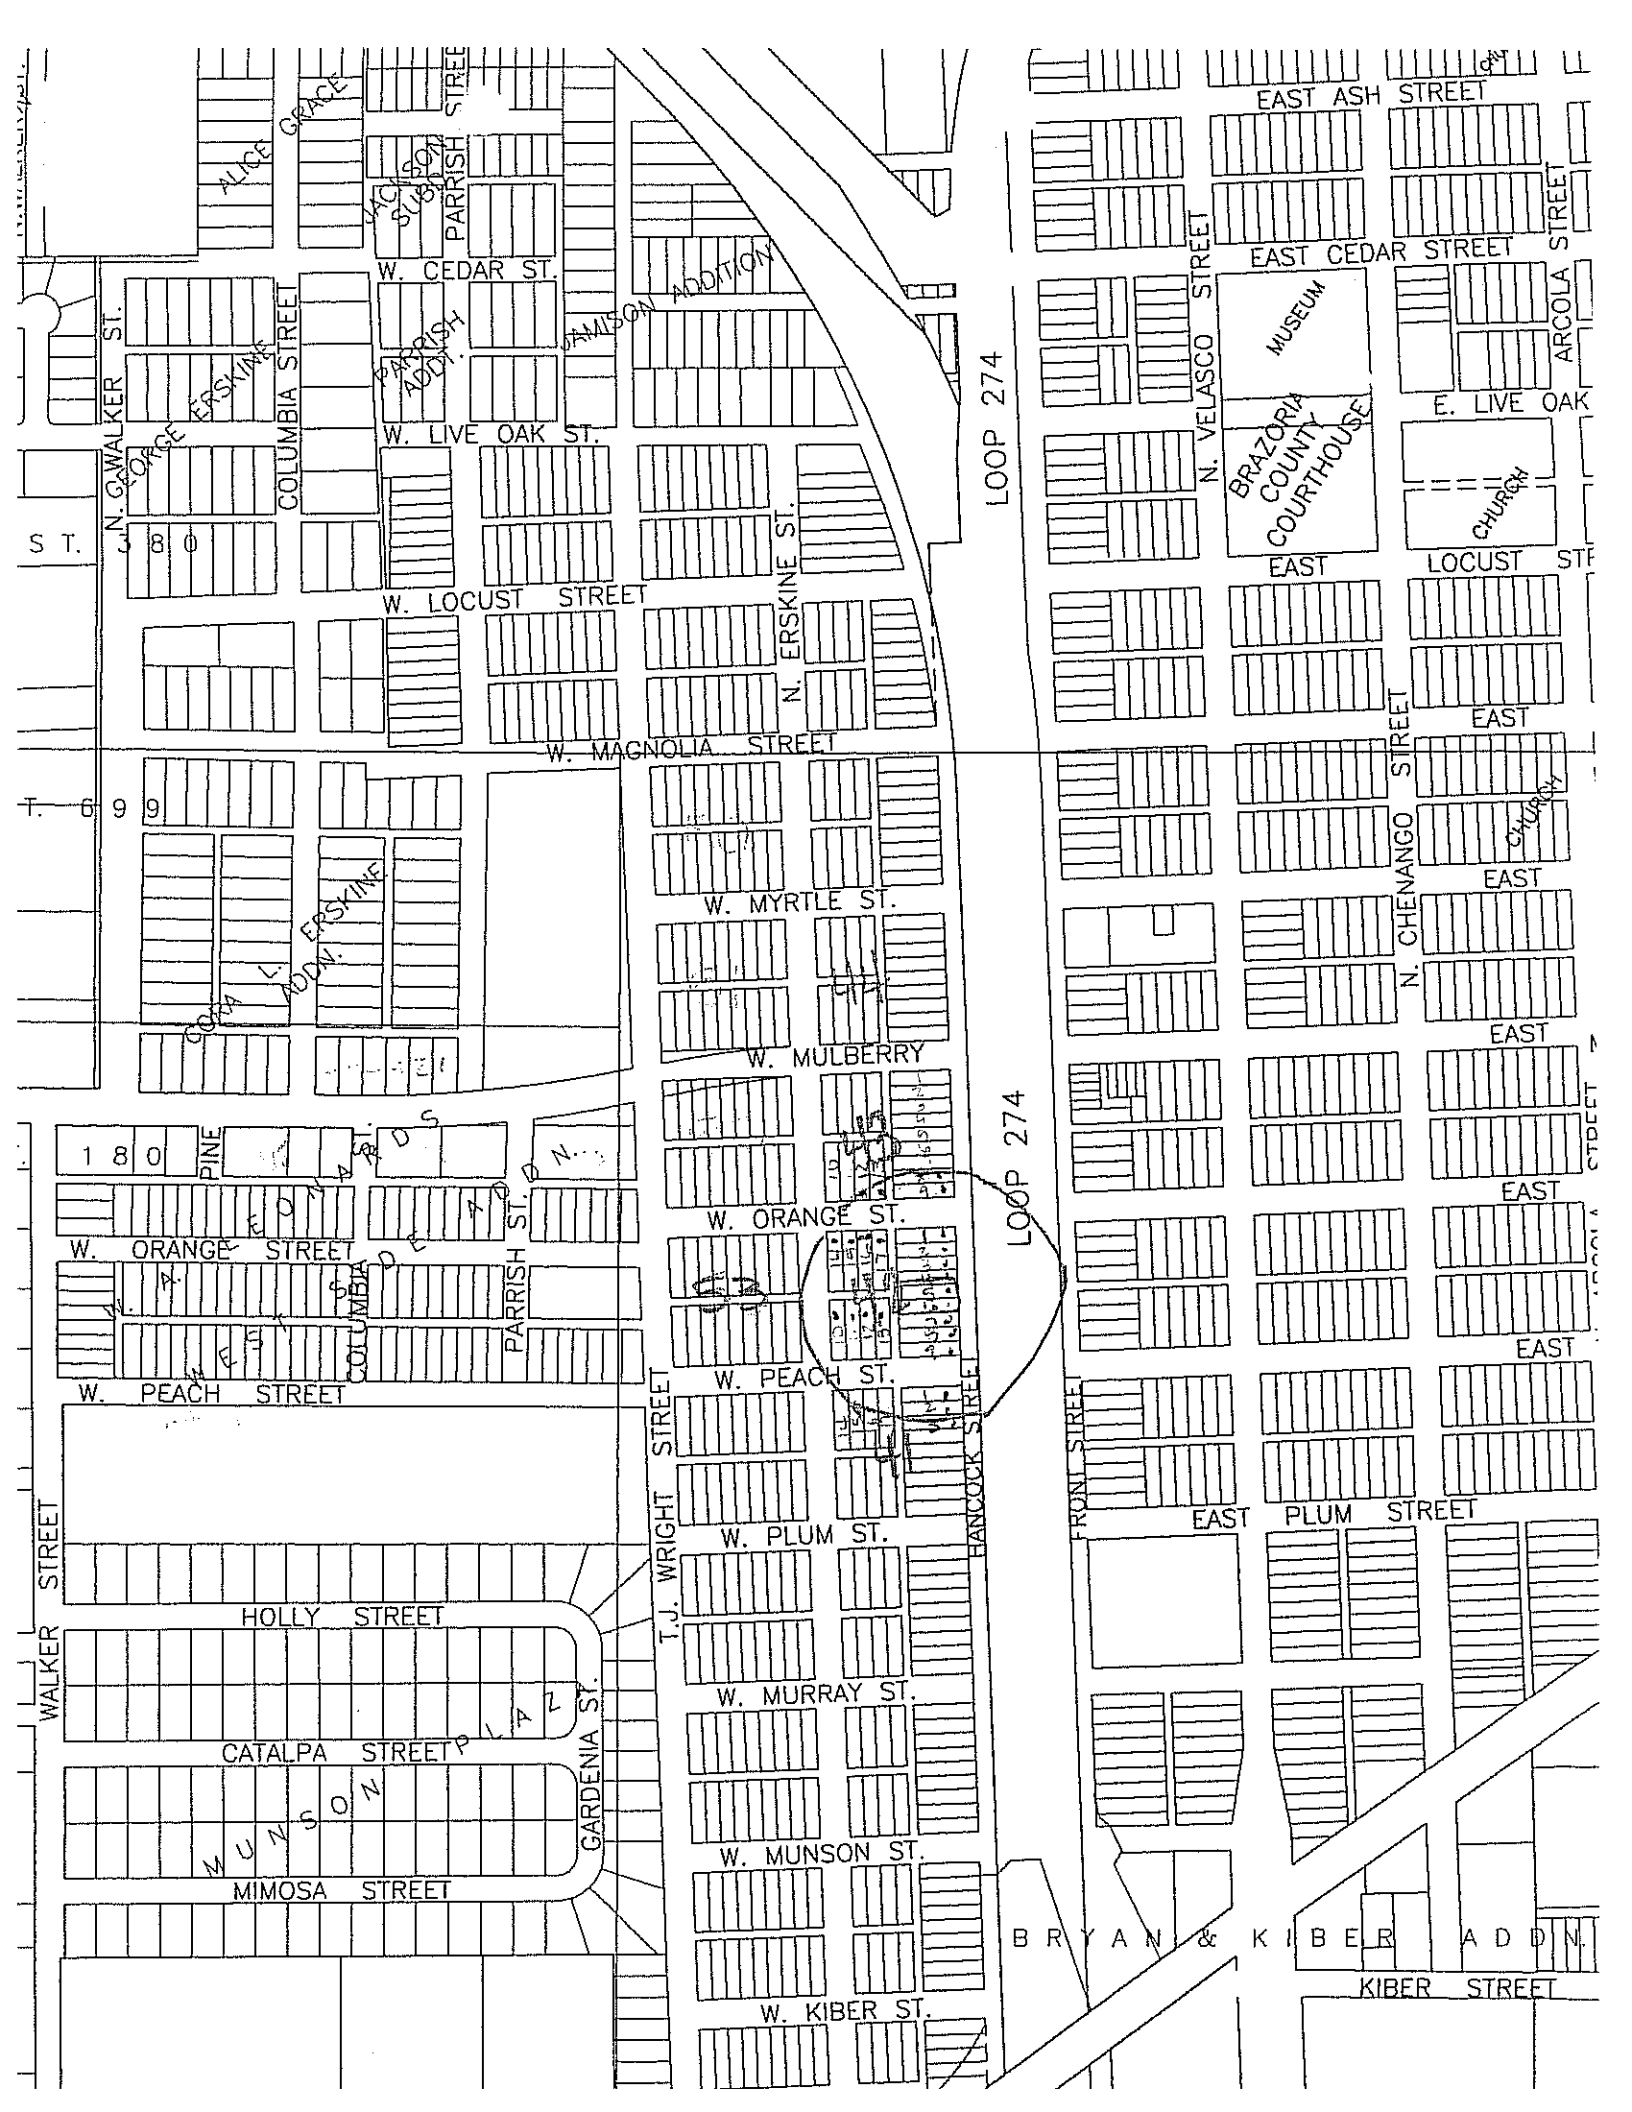 EAST ASH STREET
ALICE GRACE
JACKSON
SUBD
PARRISH STREE
N. VELASCO STREET
ARCOLA STREET
EAST CEDAR STREET
W. CEDAR ST.
JAMISON ADDITION
MUSEUM
N. WALKER ST.
GEORGE ERSKINE
COLUMBIA STREET
PARRISH
ADDT.
LOOP 274
E. LIVE OAK
W. LIVE OAK ST.
BRAZORIA
COUNTY
COURTHOUSE
CHURCH
ST. 380
EAST LOCUST STR
W. LOCUST STREET
N. ERSKINE ST.
EAST
W. MAGNOLIA STREET
T. 699
N. CHENANGO STREET
CHURCH
EAST
W. MYRTLE ST.
CORA L. ERSKINE
ADDN.
EAST
W. MULBERRY
LOOP 274
180
PINE ST.
W. A. LEONARDS
WEST SIDE ADDN.
EAST
W. ORANGE ST.
W. ORANGE STREET
COLUMBIA
PARRISH ST.
53
EAST
W. PEACH ST.
W. PEACH STREET
T.J. WRIGHT STREET
HANCOCK STREET
FRONT STREET
EAST PLUM STREET
W. PLUM ST.
WALKER STREET
HOLLY STREET
W. MURRAY ST.
GARDENIA ST.
CATALPA STREET
MUNSON PLAZ
W. MUNSON ST.
MIMOSA STREET
BRYAN & KIBER ADDN.
KIBER STREET
W. KIBER ST.